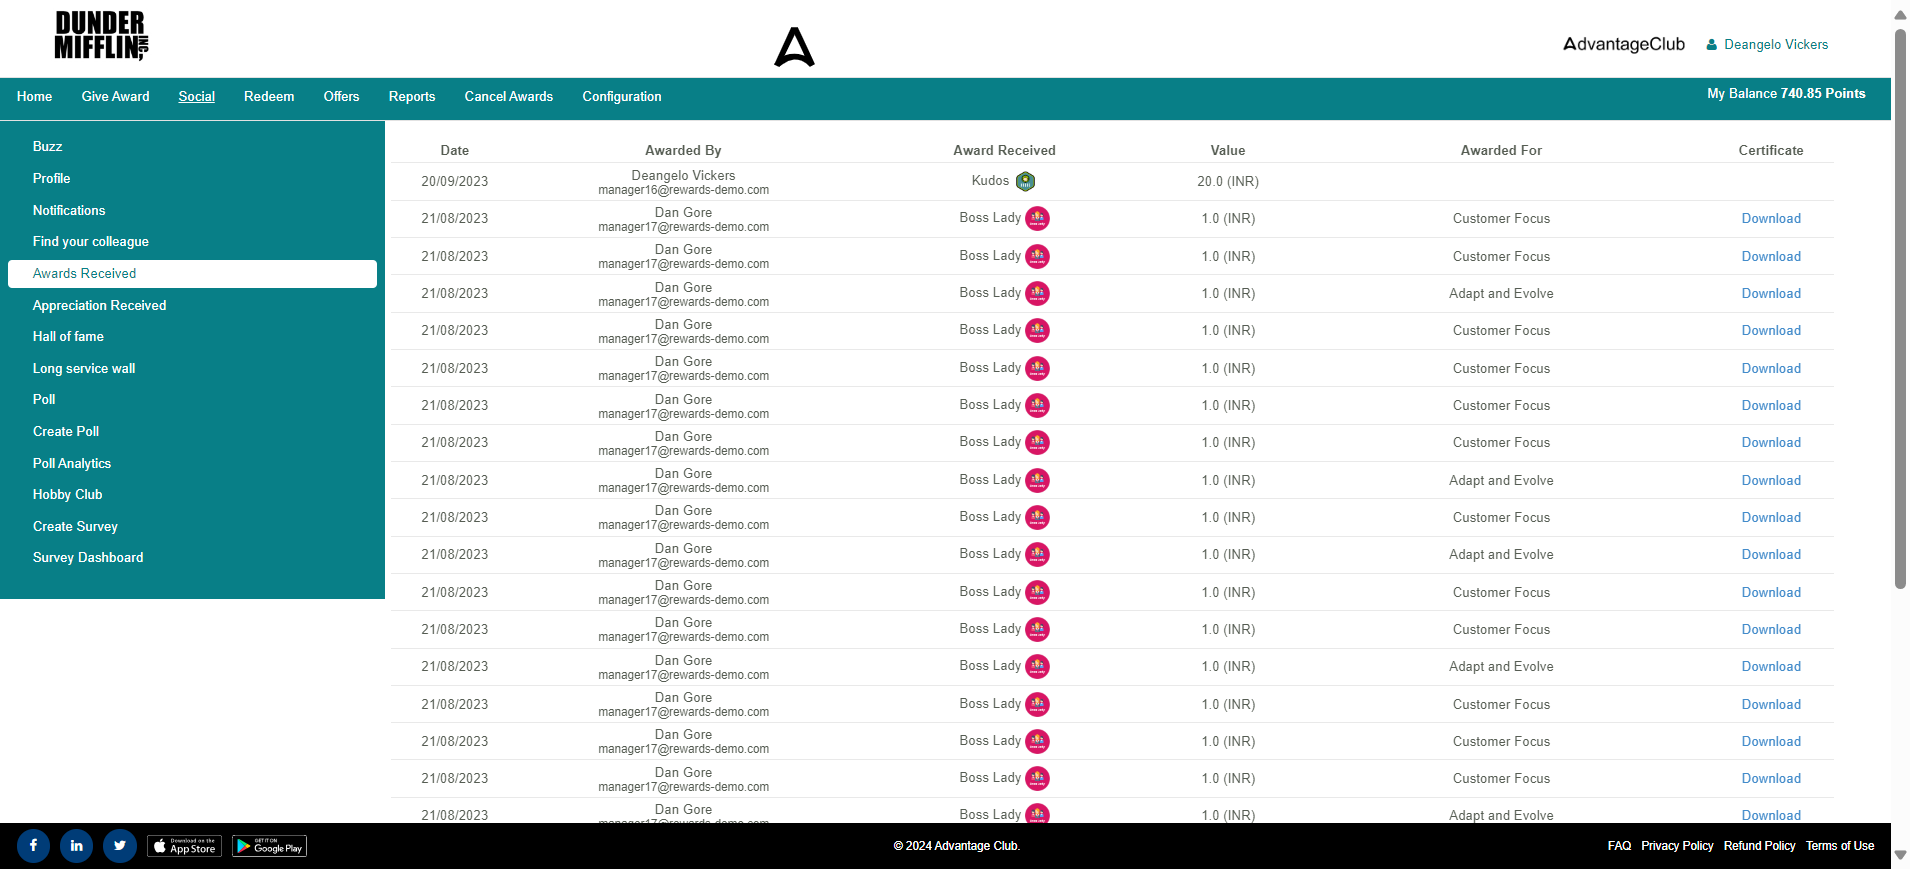 DUNDER
MIFFLIN INC,
AdvantageClub
Deangelo Vickers
Home Give Award Social Redeem Offers Reports Cancel Awards Configuration
My Balance 740.85 Points
Buzz
Profile
Notifications
Find your colleague
Awards Received
Appreciation Received
Hall of fame
Long service wall
Poll
Create Poll
Poll Analytics
Hobby Club
Create Survey
Survey Dashboard
Date Awarded By Award Received Value Awarded For Certificate
20/09/2023 Deangelo Vickers Kudos 20.0 (INR)
manager16@rewards-demo.com
21/08/2023 Dan Gore Boss Lady 1.0 (INR) Customer Focus Download
manager17@rewards-demo.com
21/08/2023 Dan Gore Boss Lady 1.0 (INR) Customer Focus Download
manager17@rewards-demo.com
21/08/2023 Dan Gore Boss Lady 1.0 (INR) Adapt and Evolve Download
manager17@rewards-demo.com
21/08/2023 Dan Gore Boss Lady 1.0 (INR) Customer Focus Download
manager17@rewards-demo.com
21/08/2023 Dan Gore Boss Lady 1.0 (INR) Customer Focus Download
manager17@rewards-demo.com
21/08/2023 Dan Gore Boss Lady 1.0 (INR) Customer Focus Download
manager17@rewards-demo.com
21/08/2023 Dan Gore Boss Lady 1.0 (INR) Customer Focus Download
manager17@rewards-demo.com
21/08/2023 Dan Gore Boss Lady 1.0 (INR) Adapt and Evolve Download
manager17@rewards-demo.com
21/08/2023 Dan Gore Boss Lady 1.0 (INR) Customer Focus Download
manager17@rewards-demo.com
21/08/2023 Dan Gore Boss Lady 1.0 (INR) Adapt and Evolve Download
manager17@rewards-demo.com
21/08/2023 Dan Gore Boss Lady 1.0 (INR) Customer Focus Download
manager17@rewards-demo.com
21/08/2023 Dan Gore Boss Lady 1.0 (INR) Customer Focus Download
manager17@rewards-demo.com
21/08/2023 Dan Gore Boss Lady 1.0 (INR) Adapt and Evolve Download
manager17@rewards-demo.com
21/08/2023 Dan Gore Boss Lady 1.0 (INR) Customer Focus Download
manager17@rewards-demo.com
21/08/2023 Dan Gore Boss Lady 1.0 (INR) Customer Focus Download
manager17@rewards-demo.com
21/08/2023 Dan Gore Boss Lady 1.0 (INR) Customer Focus Download
manager17@rewards-demo.com
21/08/2023 Dan Gore Boss Lady 1.0 (INR) Adapt and Evolve Download
Download on the
App Store
GET IT ON
Google Play
© 2024 Advantage Club.
FAQ Privacy Policy Refund Policy Terms of Use